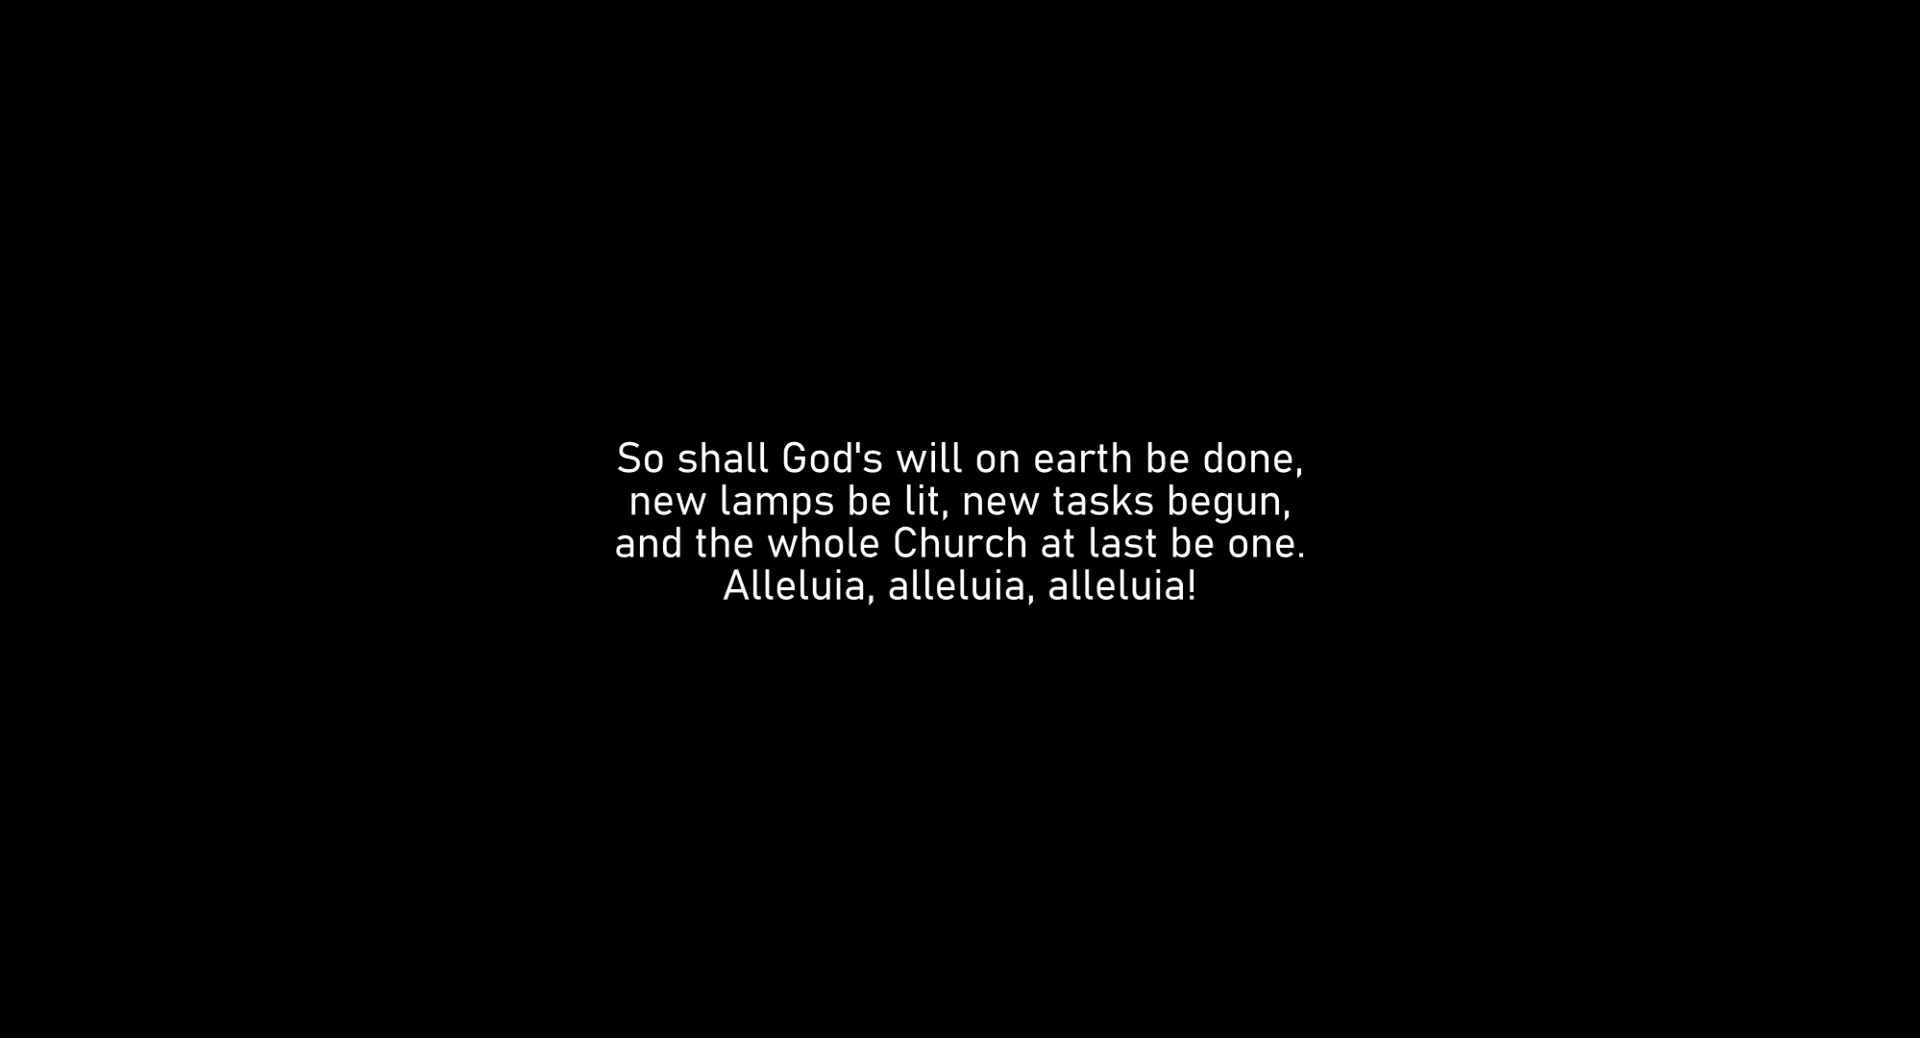 So shall God's will on earth be done,
new lamps be lit, new tasks begun,
and the whole Church at last be one.
Alleluia, alleluia, alleluia!